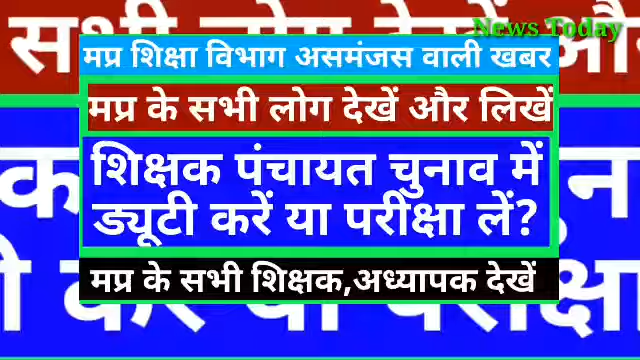 News Today
मप्र शिक्षा विभाग असमंजस वाली खबर
मप्र के सभी लोग देखें और लिखें
शिक्षक पंचायत चुनाव में
ड्यूटी करें या परीक्षा लें?
मप्र के सभी शिक्षक,अध्यापक देखें